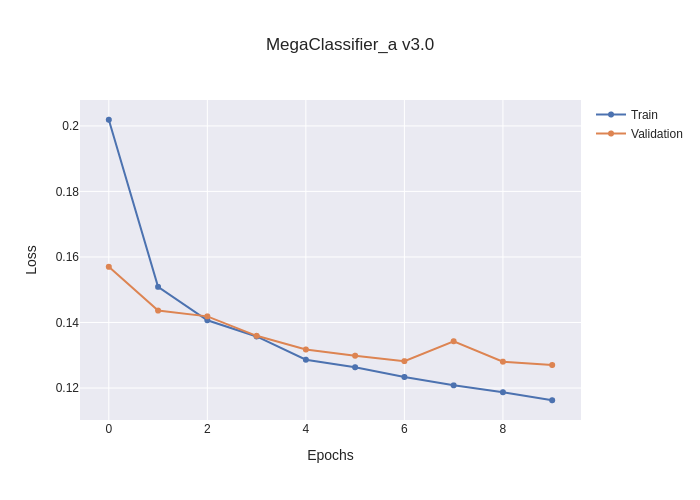 MegaClassifier_a v3.0
Train
Validation
Loss
0.2
0.18
0.16
0.14
0.12
0 2 4 6 8
Epochs